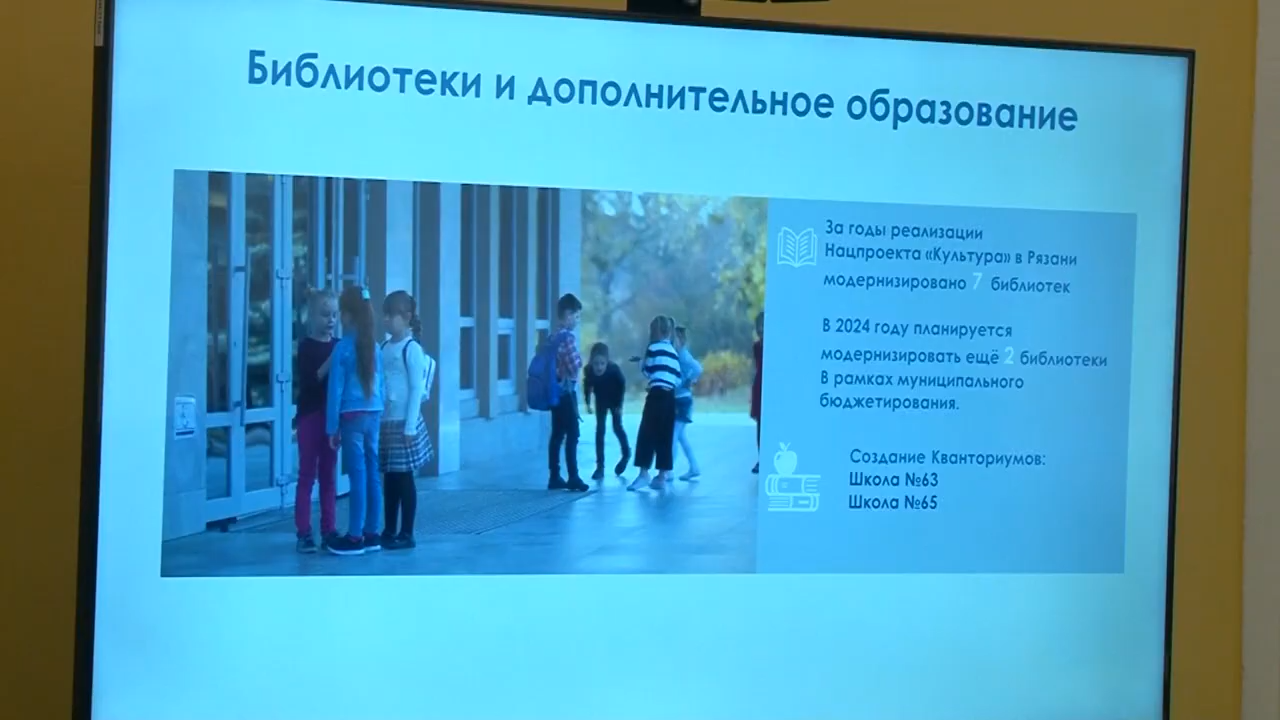 Библиотеки и дополнительное образование
За годы реализации
Нацпроекта «Культура» в Рязани
модернизировано 7 библиотек
В 2024 году планируется
модернизировать ещё 2 библиотеки
В рамках муниципального
бюджетирования.
Создание Кванториумов:
Школа №63
Школа №65